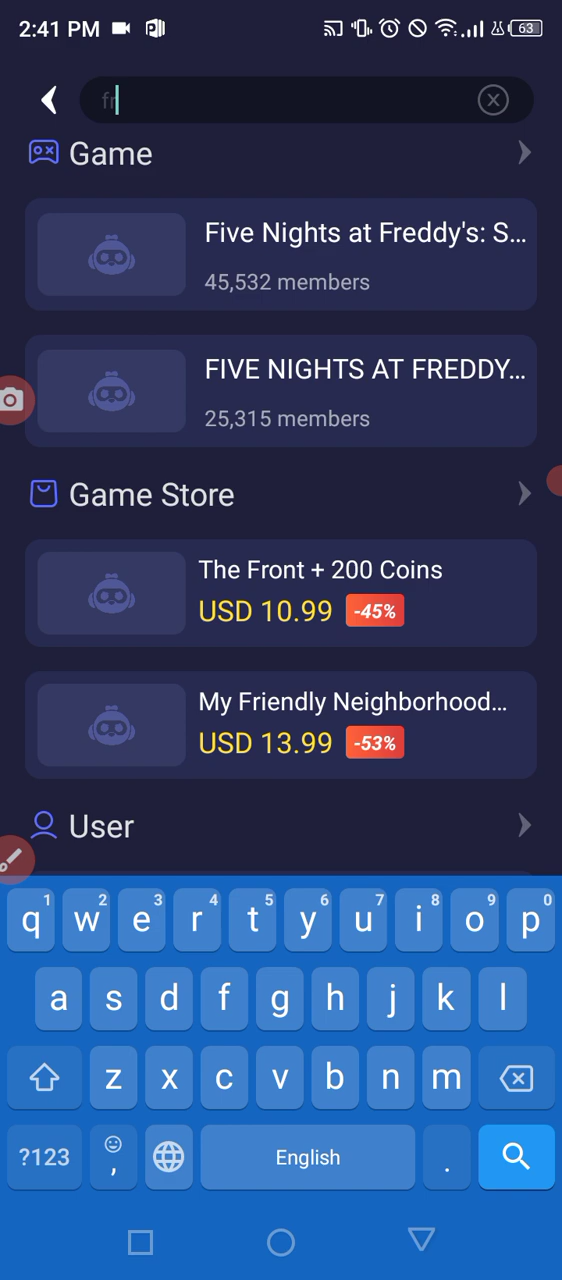 2:41 PM
63
fr
Game
Five Nights at Freddy's: S...
45,532 members
FIVE NIGHTS AT FREDDY...
25,315 members
Game Store
The Front + 200 Coins
USD 10.99 -45%
My Friendly Neighborhood...
USD 13.99 -53%
User
1 2 3 4 5 6 7 8 9 0
q w e r t y u i o p
a s d f g h j k l
z x c v b n m
?123 , English .